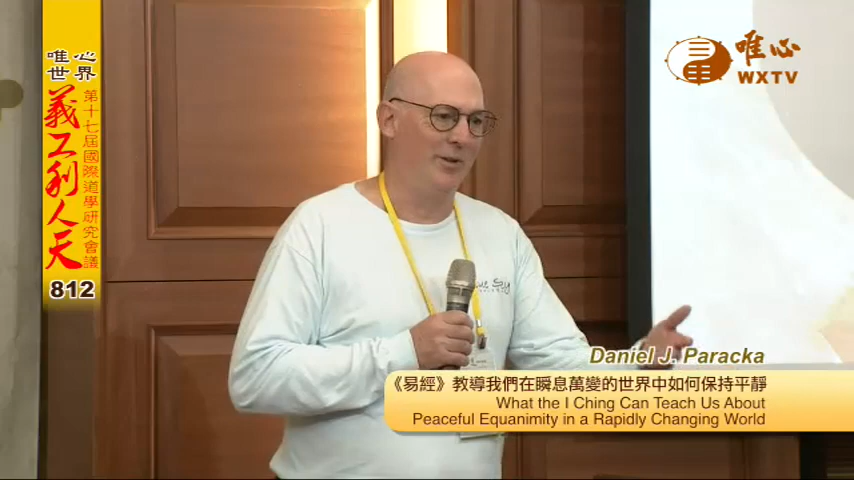 唯心
世界
義工利人天
第十七屆國際道學研究會議
812
唯心
WXTV
Daniel J. Paracka
《易經》教導我們在瞬息萬變的世界中如何保持平靜
What the I Ching Can Teach Us About
Peaceful Equanimity in a Rapidly Changing World